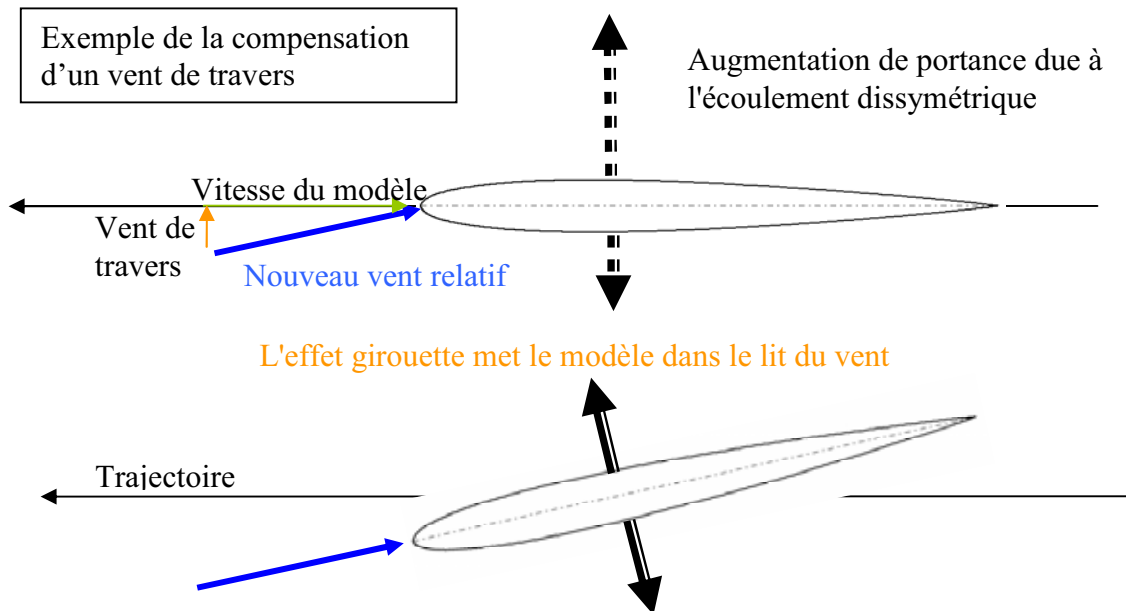 Exemple de la compensation
d'un vent de travers
Augmentation de portance due à
l'écoulement dissymétrique
Vitesse du modèle
Vent de
travers
Nouveau vent relatif
L'effet girouette met le modèle dans le lit du vent
Trajectoire